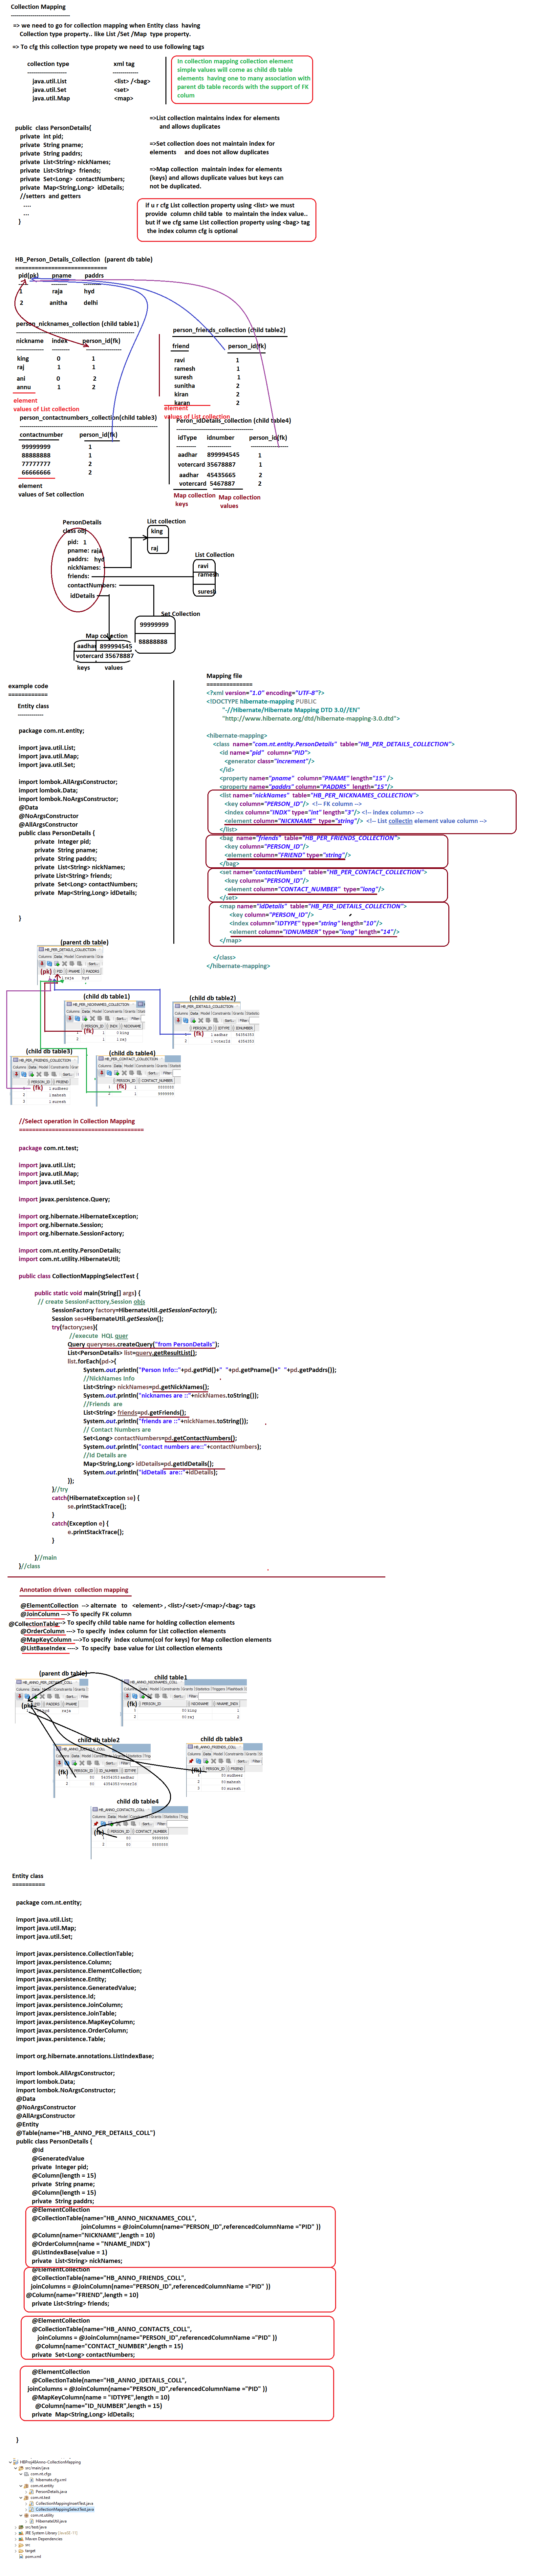 Collection Mapping
-----------------------------
=> we need to go for collection mapping when Entity class having
Collection type property.. like List /Set /Map type property.
=> To cfg this collection type propety we need to use following tags
collection type xml tag
java.util.List <list> /<bag>
java.util.Set <set>
java.util.Map <map>
In collection mapping collection element
simple values will come as child db table
elements having one to many association with
parent db table records with the support of FK
colum
public class PersonDetails{
private int pid;
private String pname;
private String paddrs;
private List<String> nickNames;
private List<String> friends;
private Set<Long> contactNumbers;
private Map<String,Long> idDetails;
//setters and getters
....
...
}
=>List collection maintains index for elements
and allows duplicates
=>Set collection does not maintain index for
elements and does not allow duplicates
=>Map collection maintain index for elements
(keys) and allows duplicate values but keys can
not be duplicated.
If u r cfg List collection property using <list> we must
provide column child table to maintain the index value..
but if we cfg same List collection property using <bag> tag
the index column cfg is optional
HB_Person_Details_Collection (parent db table)
===========================
pid(pk) pname paddrs
1 raja hyd
2 anitha delhi
person_nicknames_collection (child table1)
nickname index person_id(fk)
king 0 1
raj 1 1
ani 0 2
annu 1 2
element
values of List collection
person_friends_collection (child table2)
friend person_id(fk)
ravi 1
ramesh 1
suresh 1
sunitha 2
kiran 2
karan 2
element
values of List collection
person_contactnumbers_collection(child table3)
contactnumber person_id(fk)
99999999 1
88888888 1
77777777 2
66666666 2
element
values of Set collection
Peron_idDetails_collection (child table4)
idType idnumber person_id(fk)
aadhar 899994545 1
votercard 35678887 1
aadhar 45435665 2
votercard 5467887 2
Map collection
keys
Map collection
values
PersonDetails
class obj
pid: 1
pname: raja
paddrs: hyd
nickNames:
friends:
contactNumbers:
idDetails
List collection
king
raj
List Collection
ravi
ramesh
suresh
Set Collection
99999999
88888888
Map collection
aadhar 899994545
votercard 35678887
keys values
example code
============
Entity class
-------------
package com.nt.entity;
import java.util.List;
import java.util.Map;
import java.util.Set;
import lombok.AllArgsConstructor;
import lombok.Data;
import lombok.NoArgsConstructor;
@Data
@NoArgsConstructor
@AllArgsConstructor
public class PersonDetails {
private Integer pid;
private String pname;
private String paddrs;
private List<String> nickNames;
private List<String> friends;
private Set<Long> contactNumbers;
private Map<String,Long> idDetails;
}
Mapping file
==============
<?xml version="1.0" encoding="UTF-8"?>
<!DOCTYPE hibernate-mapping PUBLIC
"-//Hibernate/Hibernate Mapping DTD 3.0//EN"
"http://www.hibernate.org/dtd/hibernate-mapping-3.0.dtd">
<hibernate-mapping>
<class name="com.nt.entity.PersonDetails" table="HB_PER_DETAILS_COLLECTION">
<id name="pid" column="PID">
<generator class="increment"/>
</id>
<property name="pname" column="PNAME" length="15" />
<property name="paddrs" column="PADDRS" length="15"/>
<list name="nickNames" table="HB_PER_NICKNAMES_COLLECTION">
<key column="PERSON_ID"/> <!-- FK column -->
<index column="INDX" type="int" length="3"/> <!-- index column> -->
<element column="NICKNAME" type="string"/> <!-- List collectin element value column -->
</list>
<bag name="friends" table="HB_PER_FRIENDS_COLLECTION">
<key column="PERSON_ID"/>
<element column="FRIEND" type="string"/>
</bag>
<set name="contactNumbers" table="HB_PER_CONTACT_COLLECTION">
<key column="PERSON_ID"/>
<element column="CONTACT_NUMBER" type="long"/>
</set>
<map name="idDetails" table="HB_PER_IDETAILS_COLLECTION">
<key column="PERSON_ID"/>
<index column="IDTYPE" type="string" length="10"/>
<element column="IDNUMBER" type="long" length="14"/>
</map>
</class>
</hibernate-mapping>
(parent db table)
HB_PER_DETAILS_COLLECTION
(pk)
PID PNAME PADDRS
(child db table1)
HB_PER_NICKNAMES_COLLECTION
PERSON_ID INDX NICKNAME
(fk)
(child db table2)
HB_PER_IDETAILS_COLLECTION
PERSON_ID IDTYPE IDNUMBER
(fk)
(child db table3)
HB_PER_FRIENDS_COLLECTION
PERSON_ID FRIEND
(fk)
(child db table4)
HB_PER_CONTACT_COLLECTION
PERSON_ID CONTACT_NUMBER
(fk)
//Select operation in Collection Mapping
=====================================
package com.nt.test;
import java.util.List;
import java.util.Map;
import java.util.Set;
import javax.persistence.Query;
import org.hibernate.HibernateException;
import org.hibernate.Session;
import org.hibernate.SessionFactory;
import com.nt.entity.PersonDetails;
import com.nt.utility.HibernateUtil;
public class CollectionMappingSelectTest {
public static void main(String[] args) {
// create SessionFacttory,Session objs
SessionFactory factory=HibernateUtil.getSessionFactory();
Session ses=HibernateUtil.getSession();
try(factory;ses){
//execute HQL quer
Query query=ses.createQuery("from PersonDetails");
List<PersonDetails> list=query.getResultList();
list.forEach(pd->{
System.out.println("Person Info::"+pd.getPid()+" "+pd.getPname()+" "+pd.getPaddrs());
//NickNames Info
List<String> nickNames=pd.getNickNames();
System.out.println("nicknames are ::"+nickNames.toString());
//Friends are
List<String> friends=pd.getFriends();
System.out.println("friends are ::"+nickNames.toString());
// Contact Numbers are
Set<Long> contactNumbers=pd.getContactNumbers();
System.out.println("contact numbers are::"+contactNumbers);
//Id Details are
Map<String,Long> idDetails=pd.getIdDetails();
System.out.println("idDetails are::"+idDetails);
});
}//try
catch(HibernateException se) {
se.printStackTrace();
}
catch(Exception e) {
e.printStackTrace();
}
}//main
}//class
Annotation driven collection mapping
@ElementCollection --> alternate to <element> , <list>/<set>/<map>/<bag> tags
@JoinColumn ---> To specify FK column
@CollectionTable---> To specify child table name for holding collection elements
@OrderColumn ---> To specify index column for List collection elements
@MapKeyColumn --->To specify index column(col for keys) for Map collection elements
@ListBaseIndex ----> To specify base value for List collection elements
(parent db table)
(pk)
child table1
(fk)
child db table2
(fk)
child db table3
(fk)
child db table4
(fk)
Entity class
==========
package com.nt.entity;
import java.util.List;
import java.util.Map;
import java.util.Set;
import javax.persistence.CollectionTable;
import javax.persistence.Column;
import javax.persistence.ElementCollection;
import javax.persistence.Entity;
import javax.persistence.GeneratedValue;
import javax.persistence.Id;
import javax.persistence.JoinColumn;
import javax.persistence.JoinTable;
import javax.persistence.MapKeyColumn;
import javax.persistence.OrderColumn;
import javax.persistence.Table;
import org.hibernate.annotations.ListIndexBase;
import lombok.AllArgsConstructor;
import lombok.Data;
import lombok.NoArgsConstructor;
@Data
@NoArgsConstructor
@AllArgsConstructor
@Entity
@Table(name="HB_ANNO_PER_DETAILS_COLL")
public class PersonDetails {
@Id
@GeneratedValue
private Integer pid;
@Column(length = 15)
private String pname;
@Column(length = 15)
private String paddrs;
@ElementCollection
@CollectionTable(name="HB_ANNO_NICKNAMES_COLL",
joinColumns = @JoinColumn(name="PERSON_ID",referencedColumnName ="PID" ))
@Column(name="NICKNAME",length = 10)
@OrderColumn(name = "NNAME_INDX")
@ListIndexBase(value = 1)
private List<String> nickNames;
@ElementCollection
@CollectionTable(name="HB_ANNO_FRIENDS_COLL",
joinColumns = @JoinColumn(name="PERSON_ID",referencedColumnName ="PID" ))
@Column(name="FRIEND",length = 10)
private List<String> friends;
@ElementCollection
@CollectionTable(name="HB_ANNO_CONTACTS_COLL",
joinColumns = @JoinColumn(name="PERSON_ID",referencedColumnName ="PID" ))
@Column(name="CONTACT_NUMBER",length = 15)
private Set<Long> contactNumbers;
@ElementCollection
@CollectionTable(name="HB_ANNO_IDETAILS_COLL",
joinColumns = @JoinColumn(name="PERSON_ID",referencedColumnName ="PID" ))
@MapKeyColumn(name = "IDTYPE",length = 10)
@Column(name="ID_NUMBER",length = 15)
private Map<String,Long> idDetails;
}
HBProj48Anno-CollectionMapping
src/main/java
com.nt.cfgs
hibernate.cfg.xml
com.nt.entity
PersonDetails.java
com.nt.test
CollectionMappingInsertTest.java
CollectionMappingSelectTest.java
com.nt.utility
HibernateUtil.java
src/test/java
JRE System Library
Maven Dependencies
src
target
pom.xml